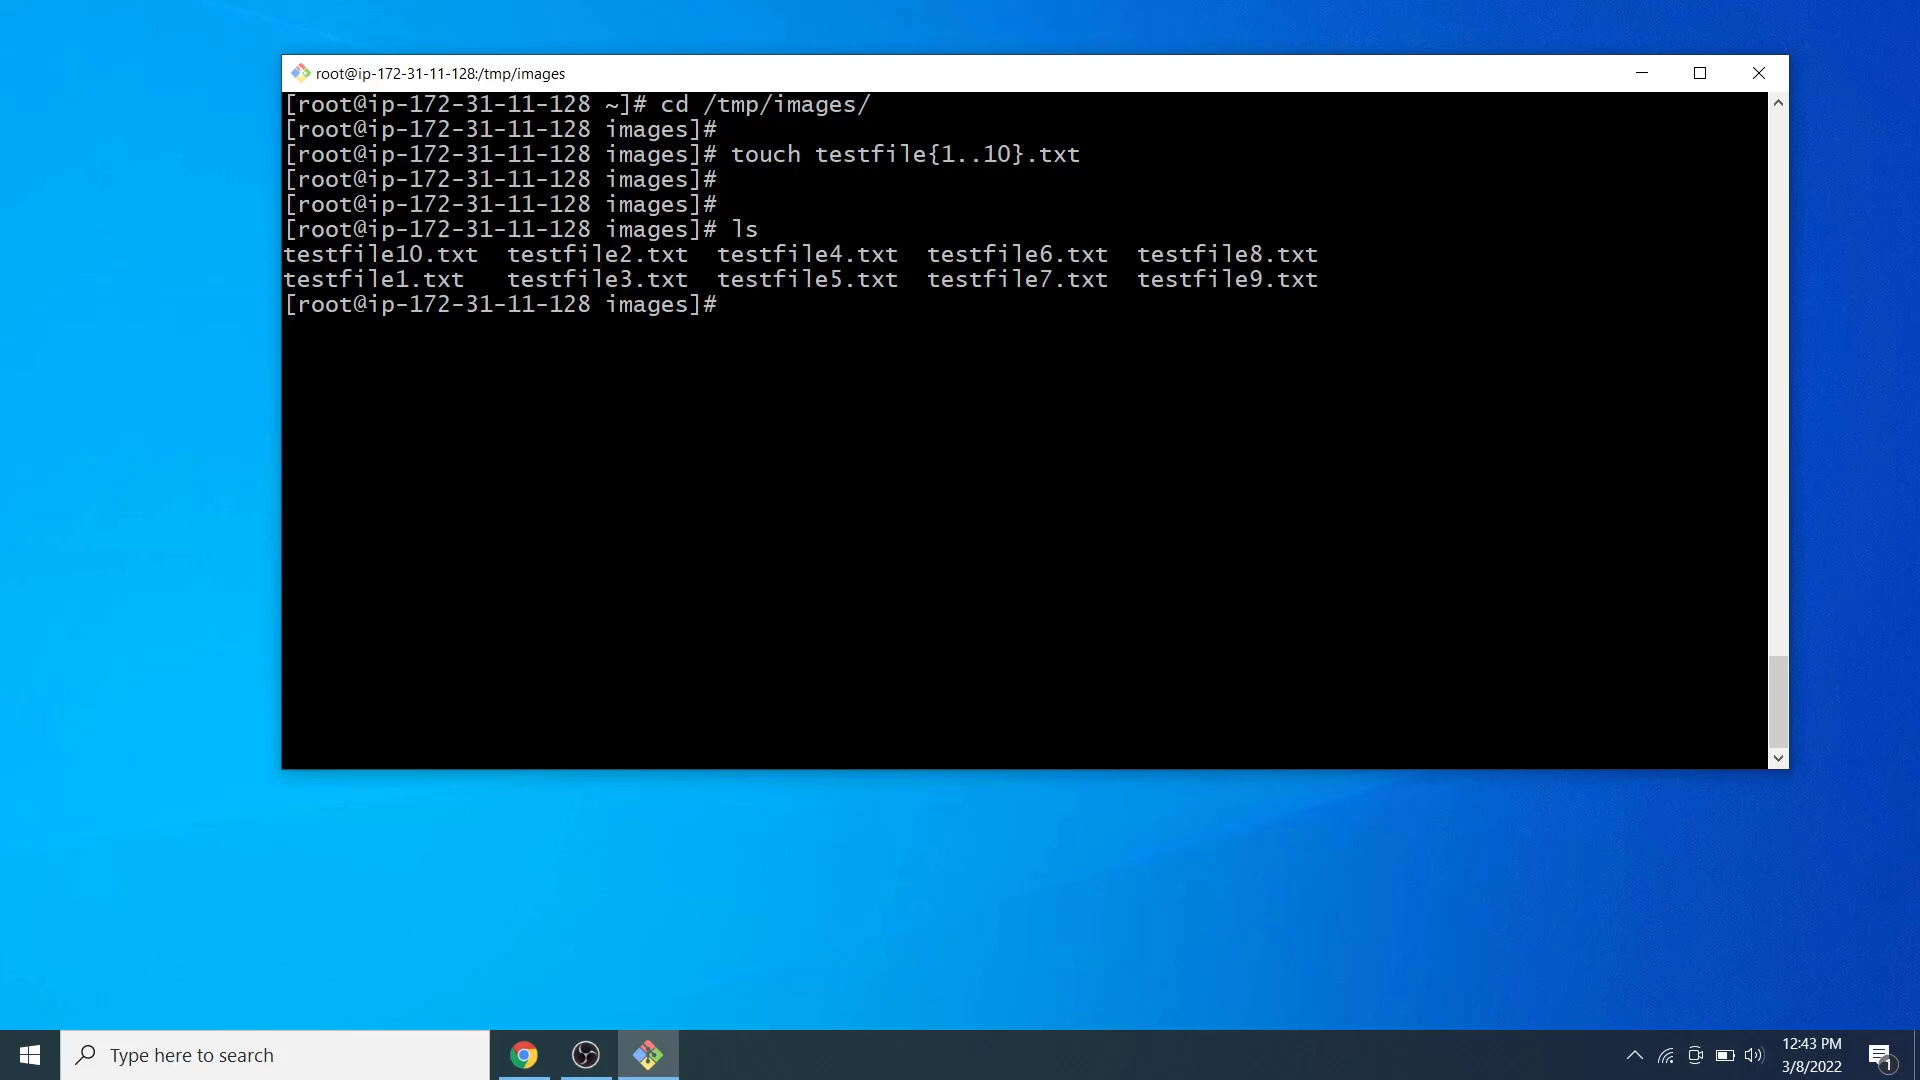 root@ip-172-31-11-128:/tmp/images
[root@ip-172-31-11-128 ~]# cd /tmp/images/
[root@ip-172-31-11-128 images]#
[root@ip-172-31-11-128 images]# touch testfile{1..10}.txt
[root@ip-172-31-11-128 images]#
[root@ip-172-31-11-128 images]#
[root@ip-172-31-11-128 images]# ls
testfile10.txt  testfile2.txt  testfile4.txt  testfile6.txt  testfile8.txt
testfile1.txt   testfile3.txt  testfile5.txt  testfile7.txt  testfile9.txt
[root@ip-172-31-11-128 images]#
Type here to search
12:43 PM
3/8/2022
1